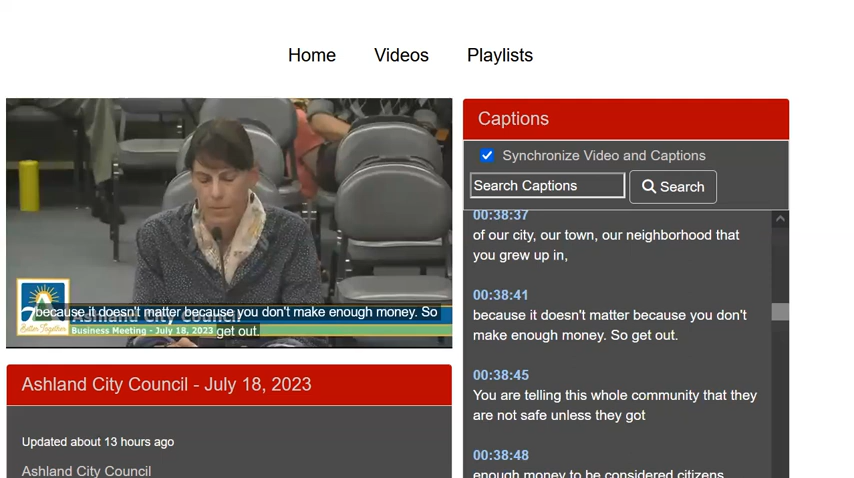 Home Videos Playlists
Captions
Synchronize Video and Captions
Search Captions
Search
00:38:37
of our city, our town, our neighborhood that
you grew up in,
00:38:41
because it doesn't matter because you don't
make enough money. So get out.
00:38:45
You are telling this whole community that they
are not safe unless they got
00:38:48
enough money to be considered citizens
because it doesn't matter because you don't make enough money. So
get out.
Ashland City Council
Better Together
Business Meeting - July 18, 2023
Ashland City Council - July 18, 2023
Updated about 13 hours ago
Ashland City Council